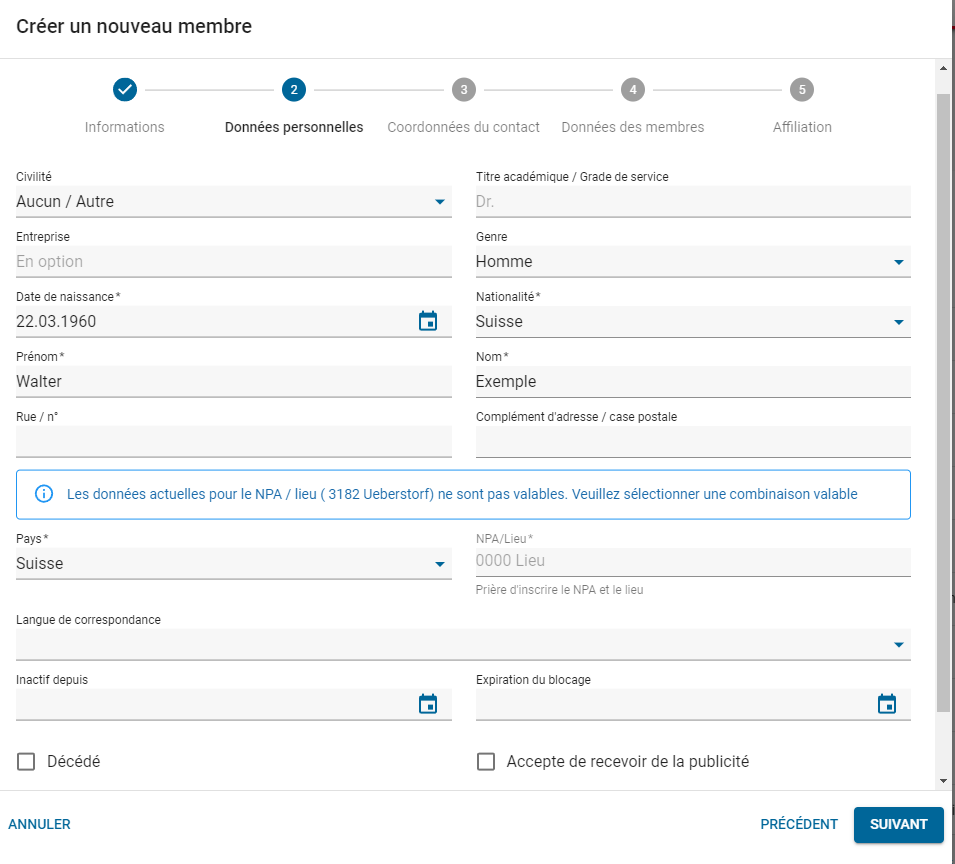 Créer un nouveau membre
2
3
4
5
Informations
Données personnelles
Coordonnées du contact
Données des membres
Affiliation
Civilité
Titre académique / Grade de service
Aucun / Autre
Dr.
Entreprise
Genre
En option
Homme
Date de naissance*
Nationalité*
22.03.1960
Suisse
Prénom*
Nom*
Walter
Exemple
Rue / n°
Complément d'adresse / case postale
Les données actuelles pour le NPA / lieu ( 3182 Ueberstorf) ne sont pas valables. Veuillez sélectionner une combinaison valable
Pays*
NPA/Lieu*
Suisse
0000 Lieu
Prière d'inscrire le NPA et le lieu
Langue de correspondance
Inactif depuis
Expiration du blocage
Décédé
Accepte de recevoir de la publicité
ANNULER
PRÉCÉDENT
SUIVANT